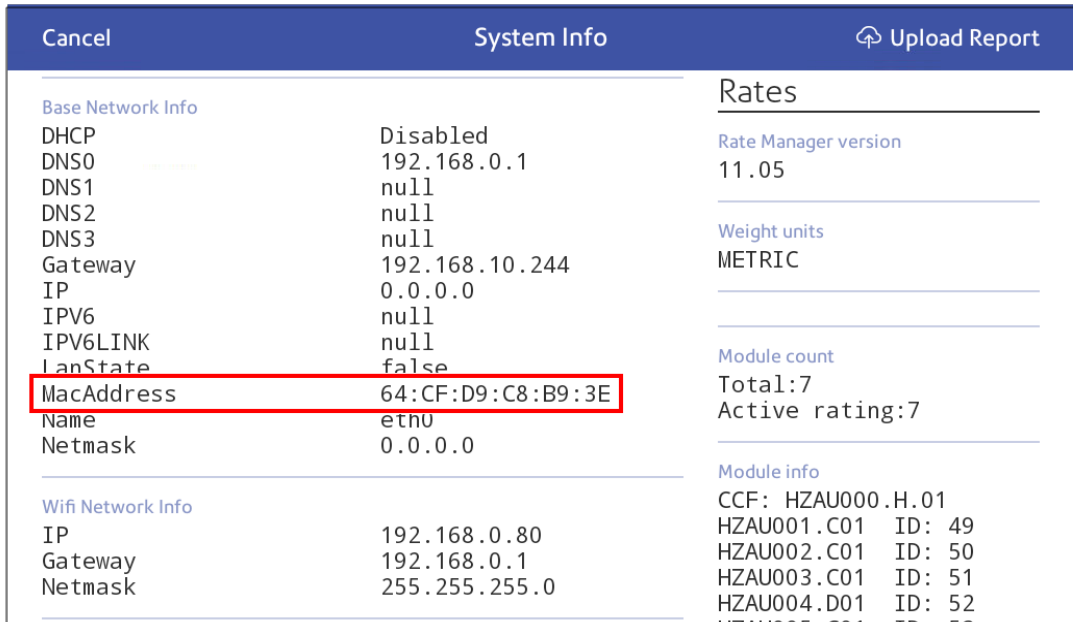 Cancel System Info Upload Report
Base Network Info
DHCP Disabled
DNS0 192.168.0.1
DNS1 null
DNS2 null
DNS3 null
Gateway 192.168.10.244
IP 0.0.0.0
IPV6 null
IPV6LINK null
LanState false
MacAddress 64:CF:D9:C8:B9:3E
Name eth0
Netmask 0.0.0.0
Wifi Network Info
IP 192.168.0.80
Gateway 192.168.0.1
Netmask 255.255.255.0
Rates
Rate Manager version
11.05
Weight units
METRIC
Module count
Total:7
Active rating:7
Module info
CCF: HZAU000.H.01
HZAU001.C01 ID: 49
HZAU002.C01 ID: 50
HZAU003.C01 ID: 51
HZAU004.D01 ID: 52